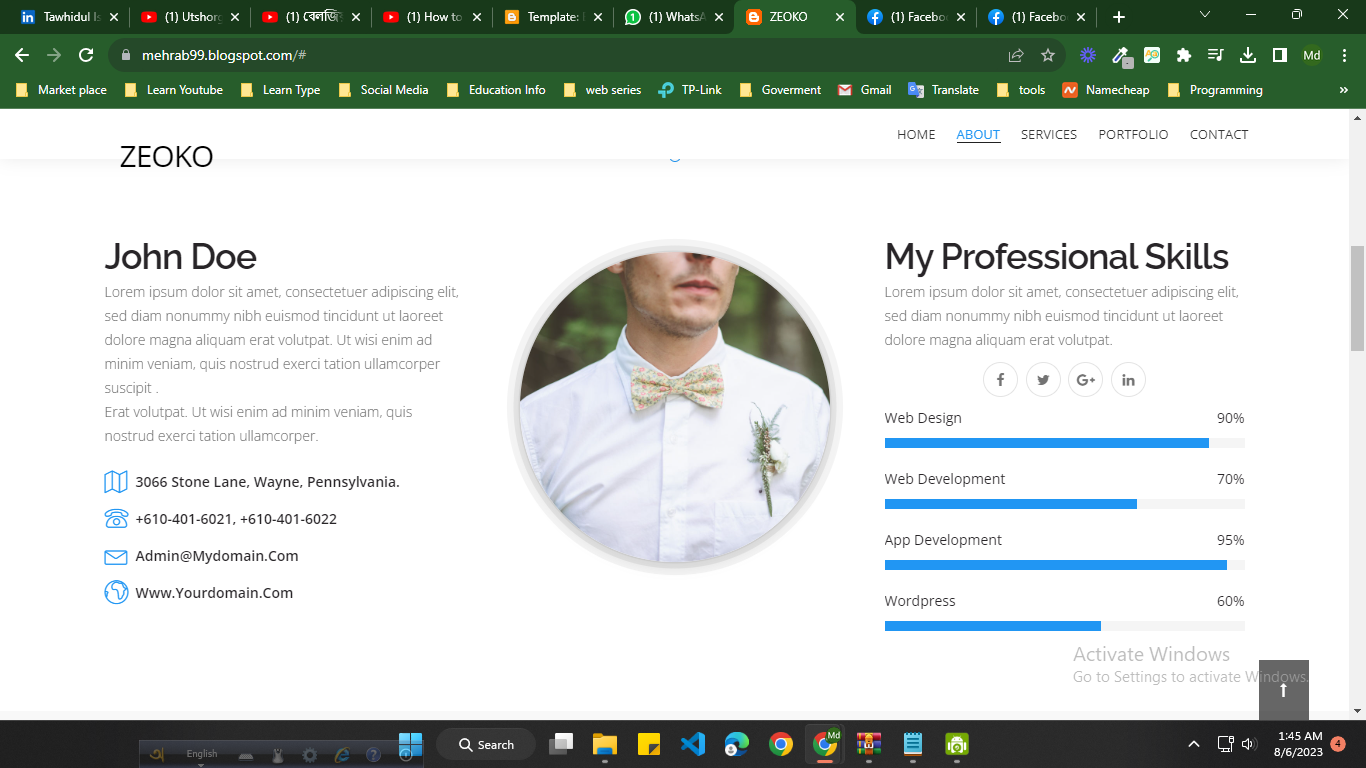 Tawhidul Is
(1) Utshor
(1) বেলজি
(1) How to
Template:
(1) WhatsA
ZEOKO
(1) Facebo
(1) Facebo
mehrab99.blogspot.com/#
Md
Market place
Learn Youtube
Learn Type
Social Media
Education Info
web series
TP-Link
Goverment
Gmail
Translate
tools
Namecheap
Programming
»
ZEOKO
HOME ABOUT SERVICES PORTFOLIO CONTACT
John Doe
Lorem ipsum dolor sit amet, consectetuer adipiscing elit,
sed diam nonummy nibh euismod tincidunt ut laoreet
dolore magna aliquam erat volutpat. Ut wisi enim ad
minim veniam, quis nostrud exerci tation ullamcorper
suscipit .
Erat volutpat. Ut wisi enim ad minim veniam, quis
nostrud exerci tation ullamcorper.
3066 Stone Lane, Wayne, Pennsylvania.
+610-401-6021, +610-401-6022
Admin@Mydomain.Com
Www.Yourdomain.Com
My Professional Skills
Lorem ipsum dolor sit amet, consectetuer adipiscing elit,
sed diam nonummy nibh euismod tincidunt ut laoreet
dolore magna aliquam erat volutpat.
Web Design 90%
Web Development 70%
App Development 95%
Wordpress 60%
Activate Windows
Go to Settings to activate Windows.
অ English
Search
Md
1:45 AM
8/6/2023
4